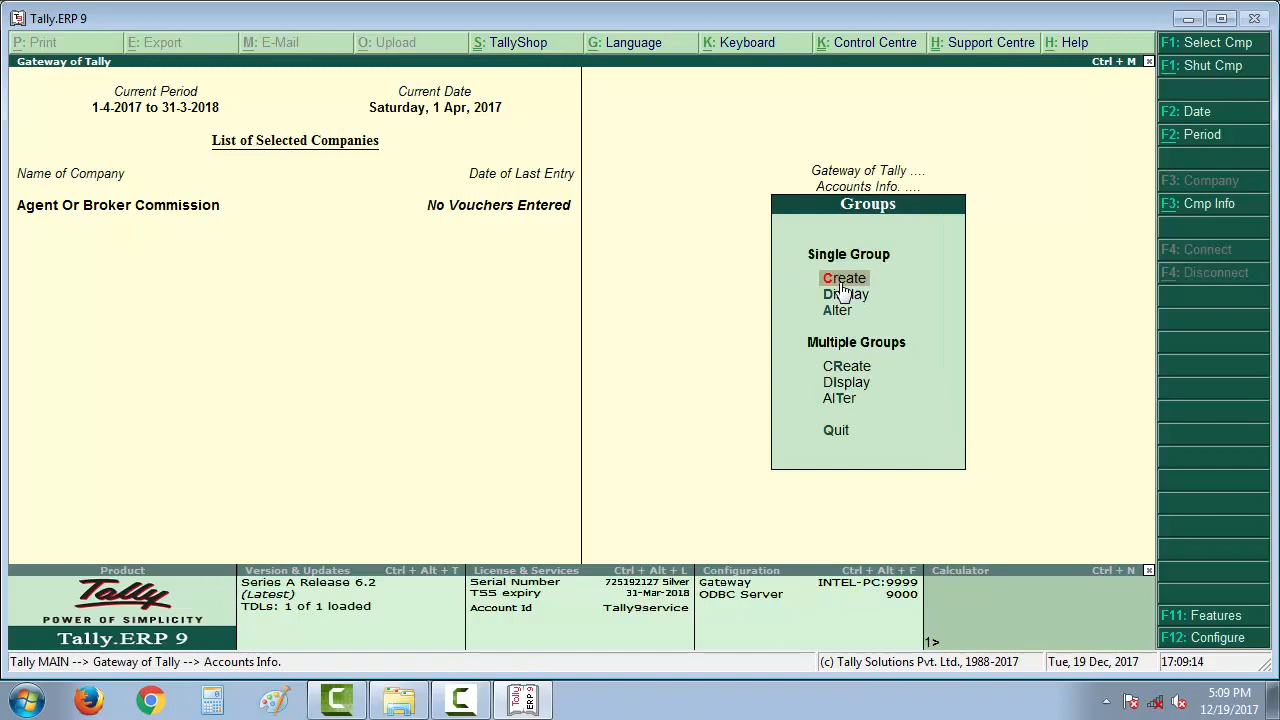 Tally.ERP 9
P: Print
E: Export
M: E-Mail
O: Upload
S: TallyShop
G: Language
K: Keyboard
K: Control Centre
H: Support Centre
H: Help
Gateway of Tally
Ctrl + M
Current Period
1-4-2017 to 31-3-2018
Current Date
Saturday, 1 Apr, 2017
List of Selected Companies
Name of Company
Date of Last Entry
Agent Or Broker Commission
No Vouchers Entered
Gateway of Tally ....
Accounts Info. ....
Groups
Single Group
Create
Display
Alter
Multiple Groups
CReate
DIsplay
AlTer
Quit
F1: Select Cmp
F1: Shut Cmp
F2: Date
F2: Period
F3: Company
F3: Cmp Info
F4: Connect
F4: Disconnect
F11: Features
F12: Configure
Product
Tally
POWER OF SIMPLICITY
Tally.ERP 9
Version & Updates Ctrl + Alt + T
Series A Release 6.2
(Latest)
TDLs: 1 of 1 loaded
License & Services Ctrl + Alt + L
Serial Number 725192127 Silver
TSS expiry 31-Mar-2018
Account Id Tally9service
Configuration Ctrl + Alt + F
Gateway INTEL-PC:9999
ODBC Server 9000
Calculator Ctrl + N
1>
Tally MAIN --> Gateway of Tally --> Accounts Info.
(c) Tally Solutions Pvt. Ltd., 1988-2017
Tue, 19 Dec, 2017
17:09:14
Tally
ERP 9
5:09 PM
12/19/2017